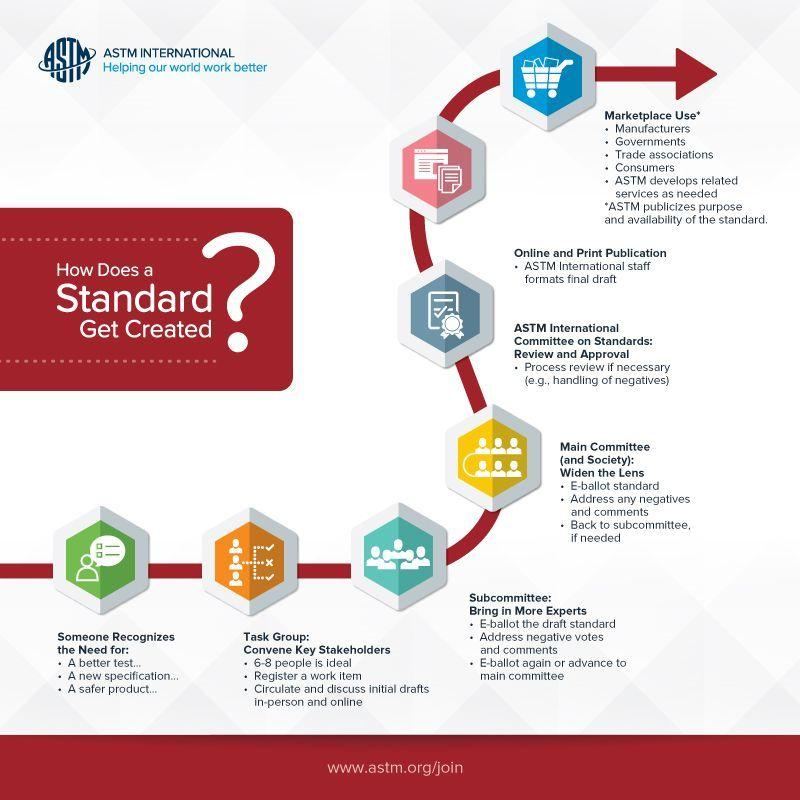 ASTM
ASTM INTERNATIONAL
Helping our world work better
How Does a
Standard
Get Created
?
Someone Recognizes
the Need for:
• A better test...
• A new specification...
• A safer product...
Task Group:
Convene Key Stakeholders
• 6-8 people is ideal
• Register a work item
• Circulate and discuss initial drafts
in-person and online
Subcommittee:
Bring in More Experts
• E-ballot the draft standard
• Address negative votes
and comments
• E-ballot again or advance to
main committee
Main Committee
(and Society):
Widen the Lens
• E-ballot standard
• Address any negatives
and comments
• Back to subcommittee,
if needed
ASTM International
Committee on Standards:
Review and Approval
• Process review if necessary
(e.g., handling of negatives)
Online and Print Publication
• ASTM International staff
formats final draft
Marketplace Use*
• Manufacturers
• Governments
• Trade associations
• Consumers
• ASTM develops related
services as needed
*ASTM publicizes purpose
and availability of the standard.
www.astm.org/join